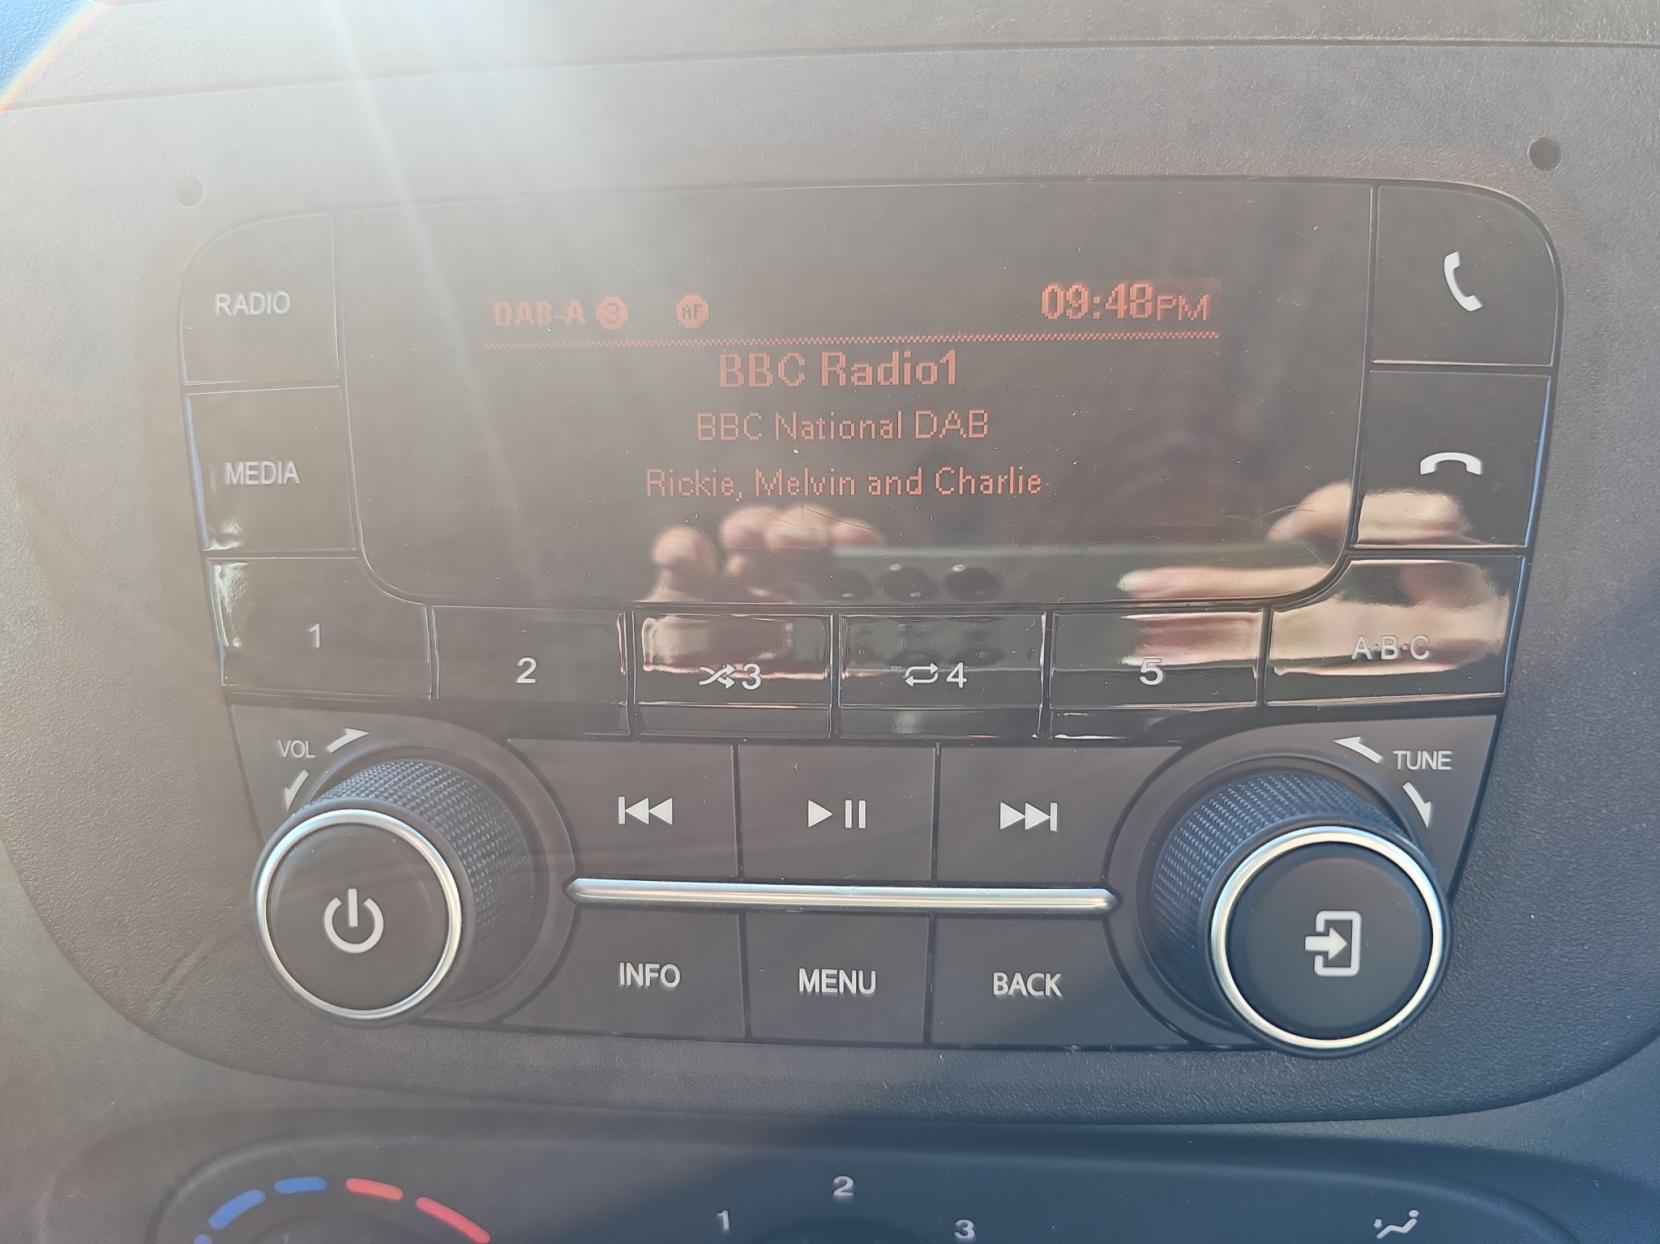 DAB-A 3 AF 09:48PM
BBC Radio1
BBC National DAB
Rickie, Melvin and Charlie
RADIO
MEDIA
1 2 3 4 5 A·B·C
VOL
TUNE
INFO MENU BACK
1 2 3